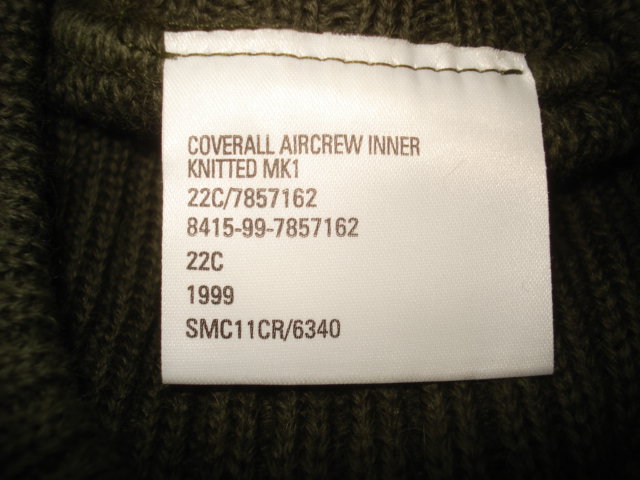 COVERALL AIRCREW INNER
KNITTED MK1
22C/7857162
8415-99-7857162
22C
1999
SMC11CR/6340